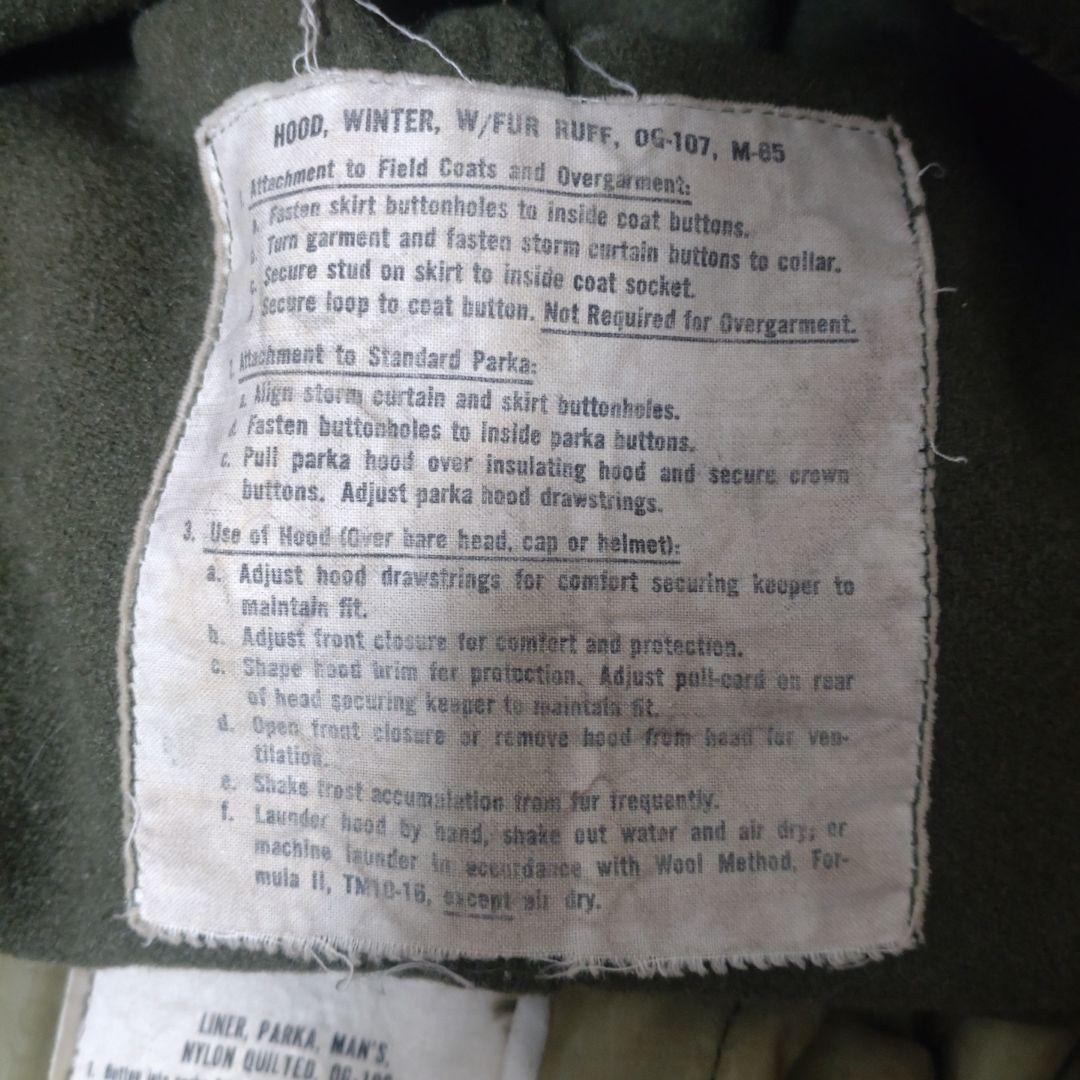 HOOD, WINTER, W/FUR RUFF, OG-107, M-65
Attachment to Field Coats and Overgarment:
Fasten skirt buttonholes to inside coat buttons.
Turn garment and fasten storm curtain buttons to collar.
Secure stud on skirt to inside coat socket.
Secure loop to coat button. Not Required for Overgarment.
Attachment to Standard Parka:
Align storm curtain and skirt buttonholes.
Fasten buttonholes to inside parka buttons.
c. Pull parka hood over insulating hood and secure crown
buttons. Adjust parka hood drawstrings.
3. Use of Hood (Over bare head, cap or helmet):
a. Adjust hood drawstrings for comfort securing keeper to
maintain fit.
b. Adjust front closure for comfort and protection.
c. Shape hood brim for protection. Adjust pull-cord on rear
of head securing keeper to maintain fit.
d. Open front closure or remove hood from head for ven-
tilation.
e. Shake frost accumulation from fur frequently.
f. Launder hood by hand, shake out water and air dry; or
machine launder in accordance with Wool Method, For-
mula II, TM10-16, except air dry.
LINER, PARKA, MAN'S,
NYLON QUILTED,